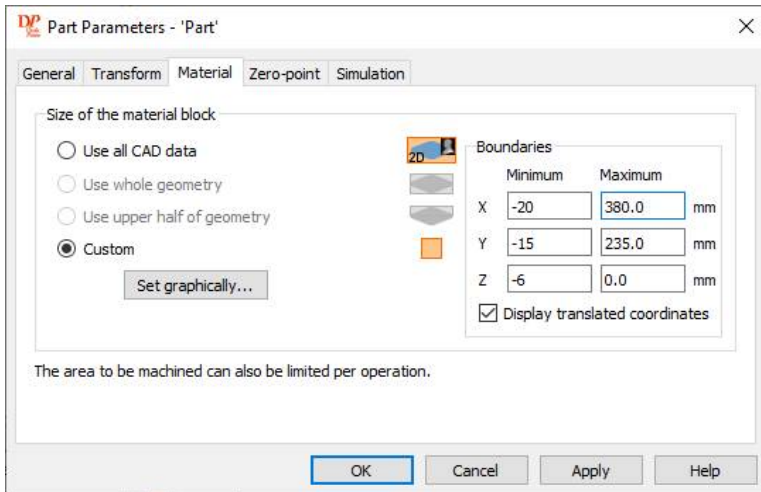 Part Parameters - 'Part'
General Transform Material Zero-point Simulation
Size of the material block
Use all CAD data
2D
Use whole geometry
Use upper half of geometry
Custom
Set graphically...
Boundaries
Minimum Maximum
X -20 380.0 mm
Y -15 235.0 mm
Z -6 0.0 mm
Display translated coordinates
The area to be machined can also be limited per operation.
OK Cancel Apply Help